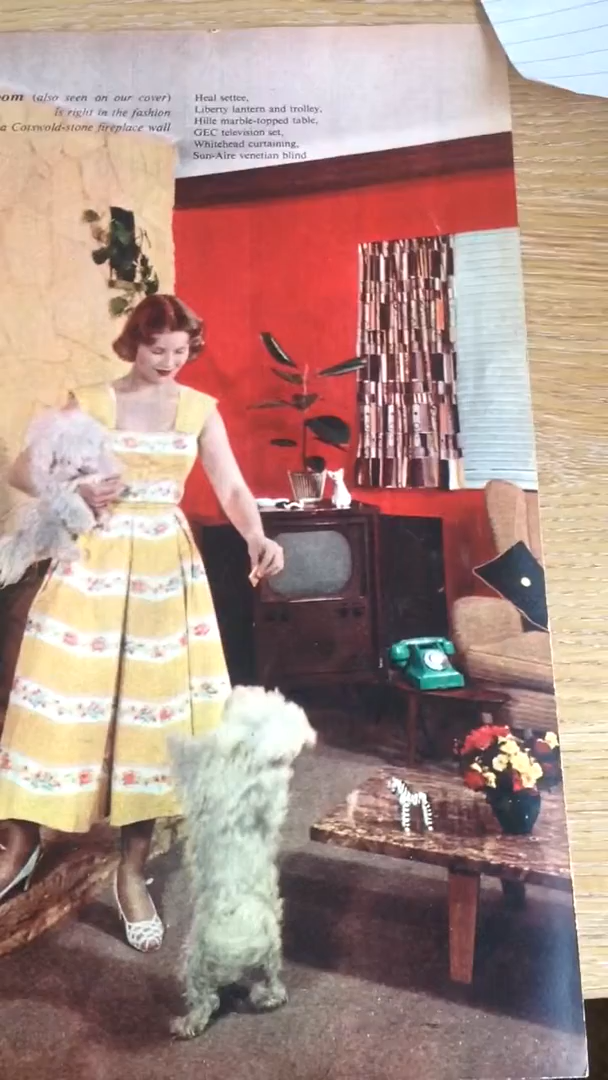 oom (also seen on our cover)
is right in the fashion
a Cotswold-stone fireplace wall
Heal settee,
Liberty lantern and trolley,
Hille marble-topped table,
GEC television set,
Whitehead curtaining,
Sun-Aire venetian blind